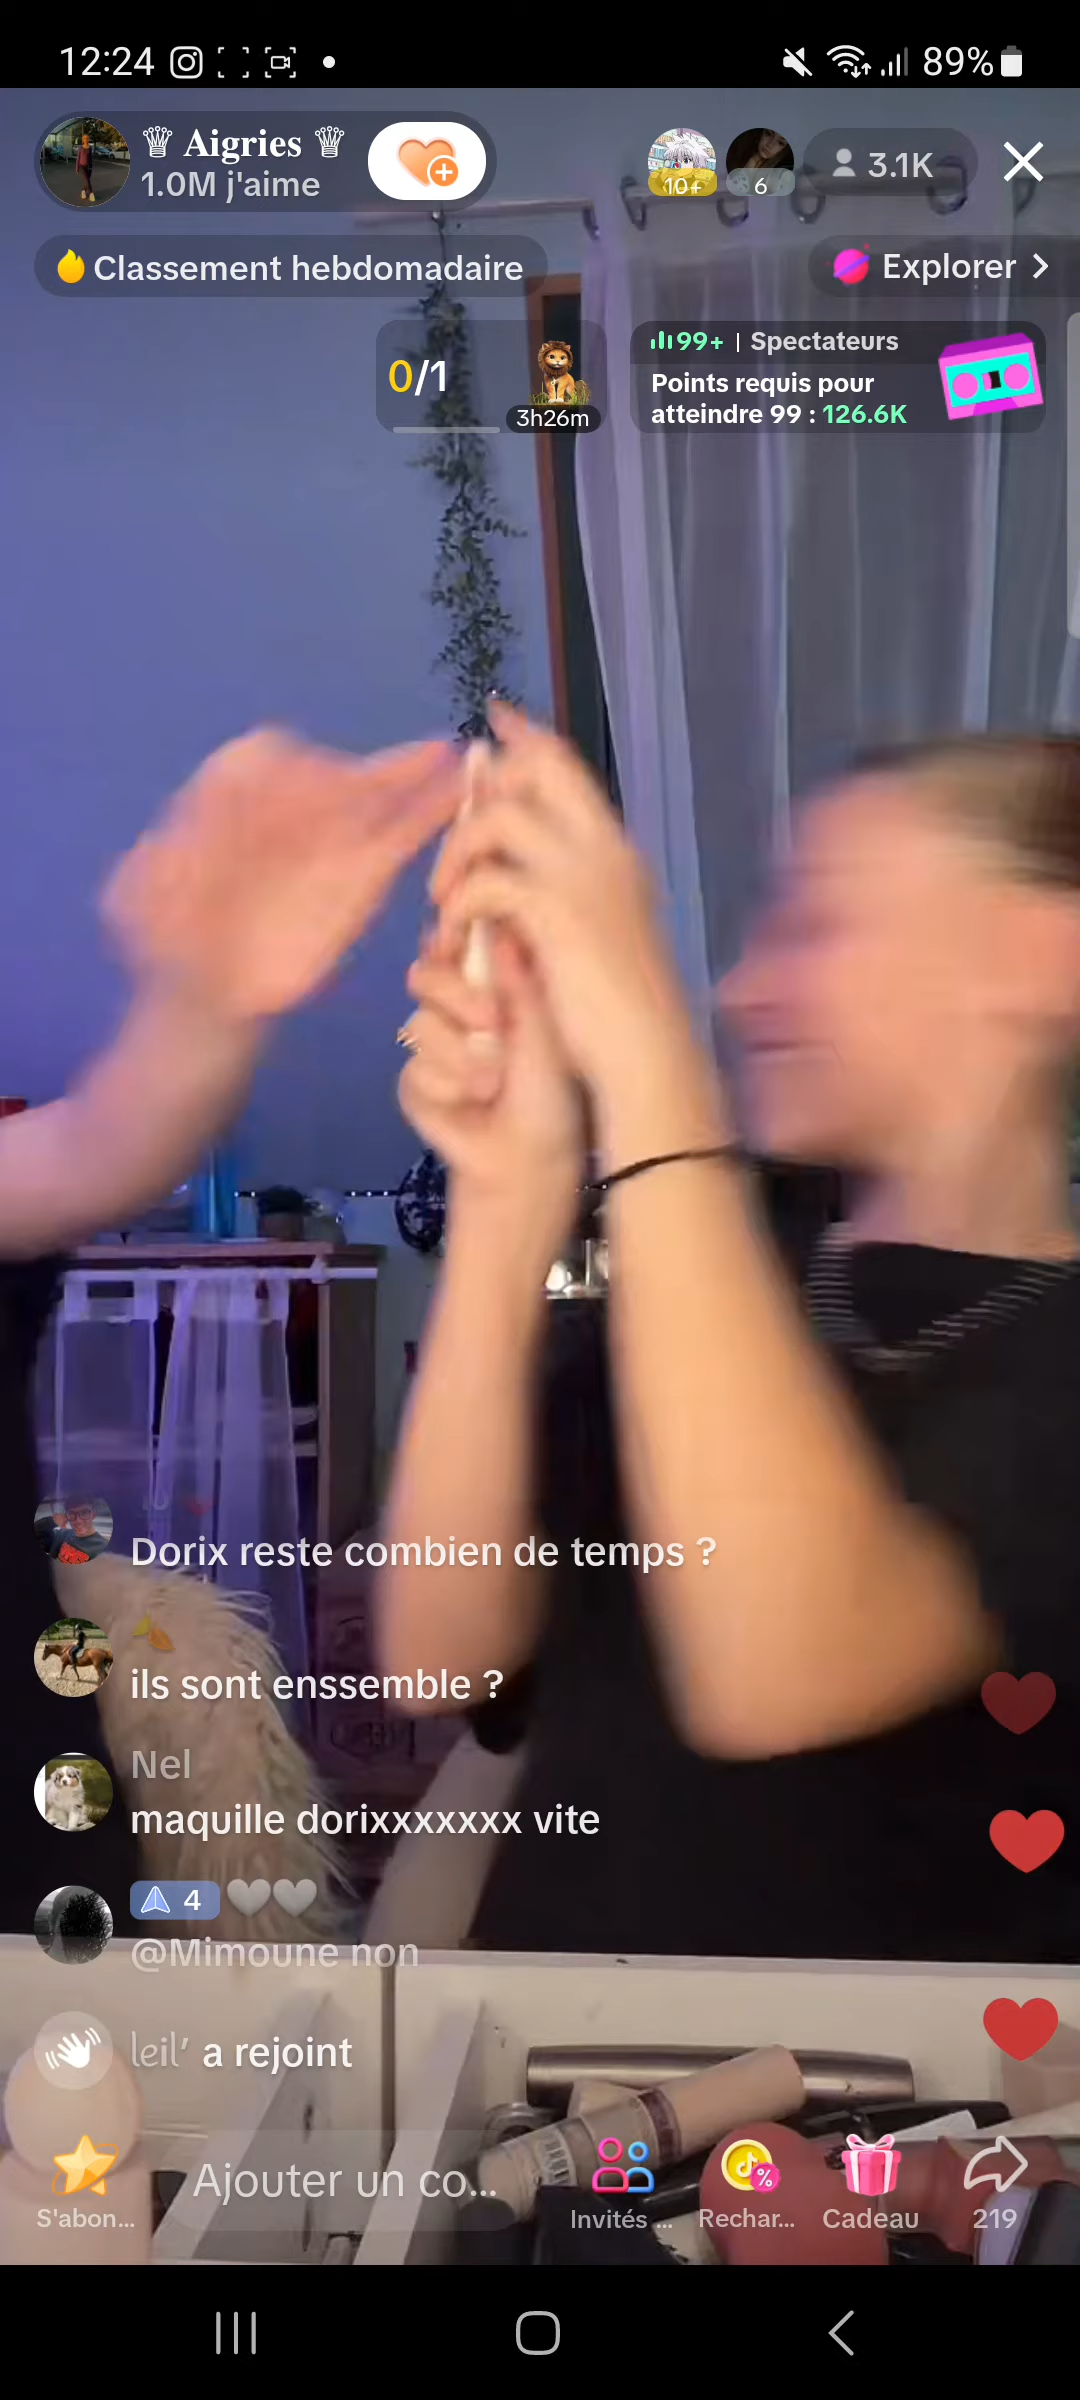 12:24
89%
♕ Aigries ♕
1.0M j'aime
10+
6
3.1K
Classement hebdomadaire
Explorer
0/1
3h26m
99+ | Spectateurs
Points requis pour
atteindre 99 : 126.6K
Dorix reste combien de temps ?
ils sont enssemble ?
Nel
maquille dorixxxxxxx vite
4
@Mimoune non
leil' a rejoint
S'abon...
Ajouter un co...
Invités ...
Rechar...
Cadeau
219